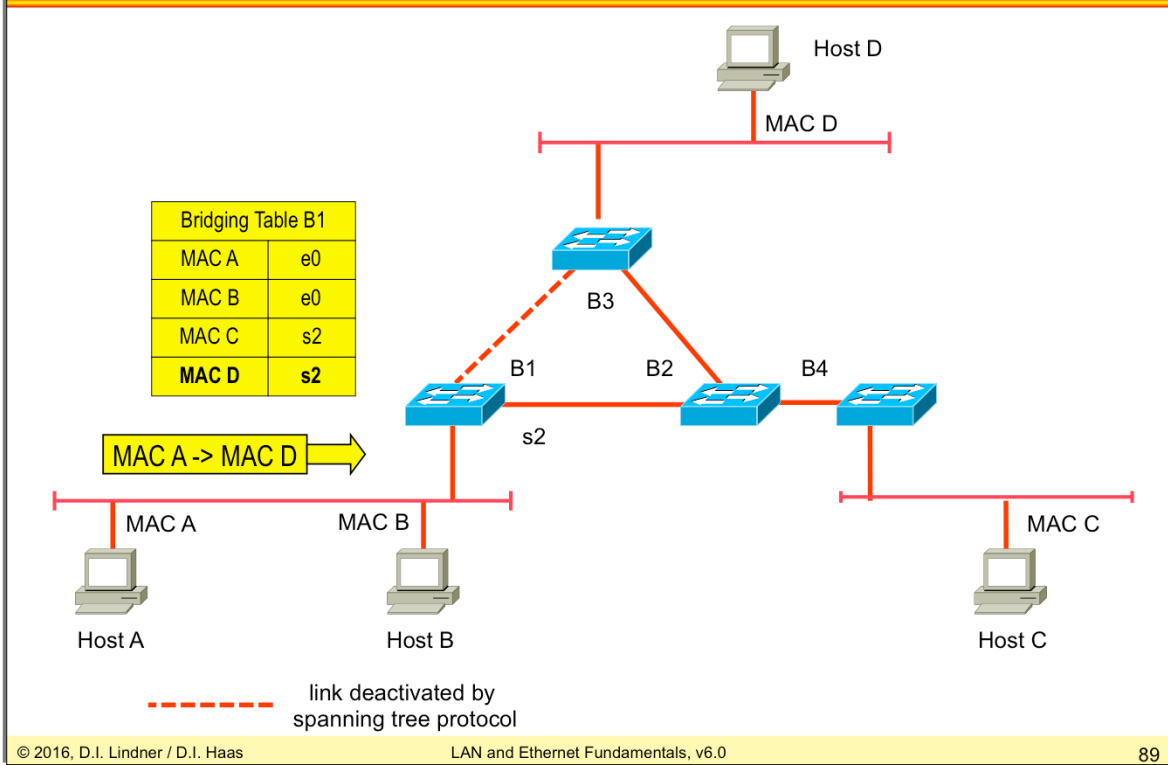 Host D
MAC D
Bridging Table B1
MAC A e0
MAC B e0
MAC C s2
MAC D s2
B3
B1
B2
B4
s2
MAC A -> MAC D
MAC A
MAC B
MAC C
Host A
Host B
Host C
link deactivated by
spanning tree protocol
© 2016, D.I. Lindner / D.I. Haas
LAN and Ethernet Fundamentals, v6.0
89